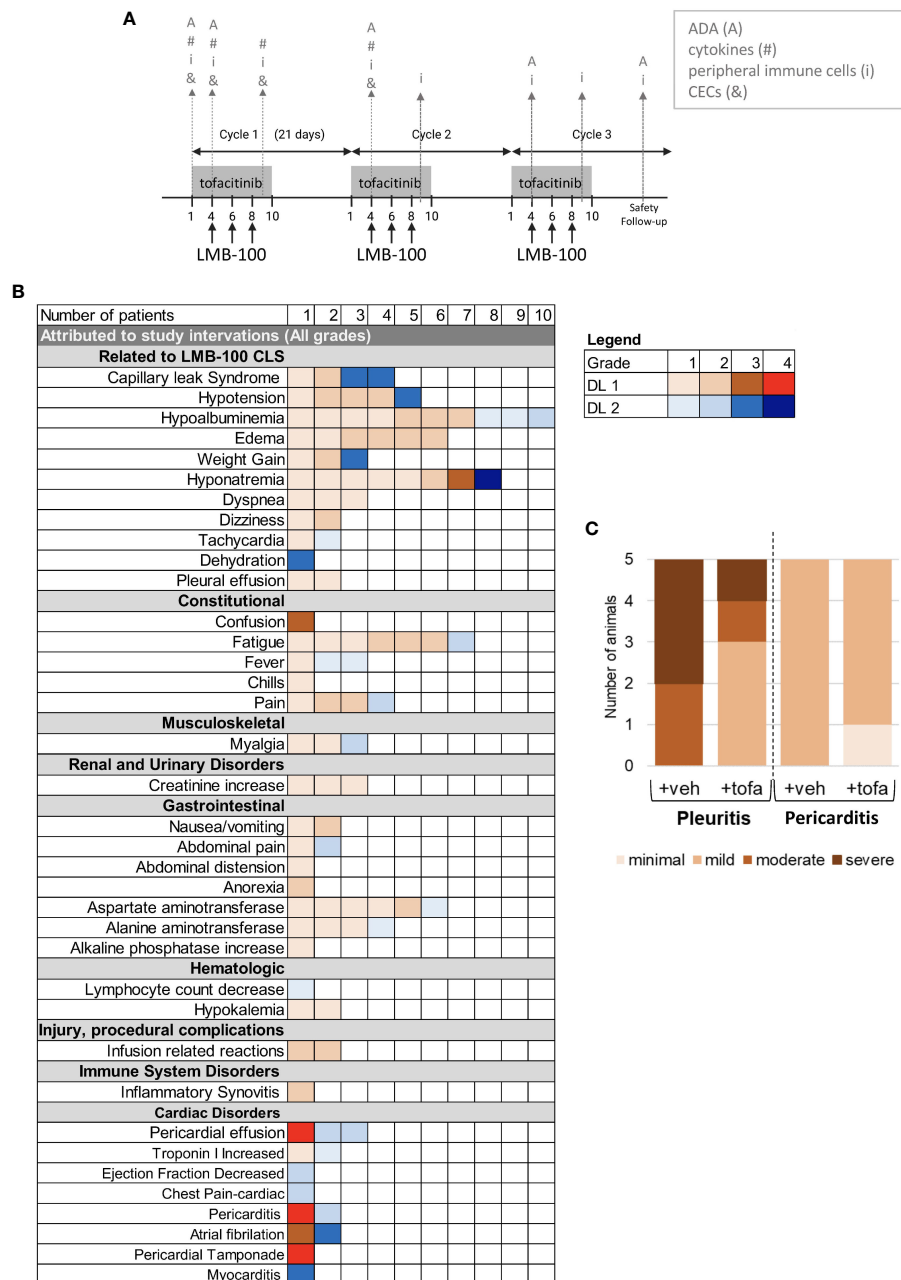 A
A A
# # #
i i i
& & &
A
#
i
& i
A
i i
A
i
ADA (A)
cytokines (#)
peripheral immune cells (i)
CECs (&)
Cycle 1 (21 days) Cycle 2 Cycle 3
tofacitinib tofacitinib tofacitinib
1 4 6 8 10 1 4 6 8 10 1 4 6 8 10 Safety
Follow-up
LMB-100 LMB-100 LMB-100
B
Number of patients 1 2 3 4 5 6 7 8 9 10
Attributed to study intervations (All grades)
Related to LMB-100 CLS
Capillary leak Syndrome
Hypotension
Hypoalbuminemia
Edema
Weight Gain
Hyponatremia
Dyspnea
Dizziness
Tachycardia
Dehydration
Pleural effusion
Constitutional
Confusion
Fatigue
Fever
Chills
Pain
Musculoskeletal
Myalgia
Renal and Urinary Disorders
Creatinine increase
Gastrointestinal
Nausea/vomiting
Abdominal pain
Abdominal distension
Anorexia
Aspartate aminotransferase
Alanine aminotransferase
Alkaline phosphatase increase
Hematologic
Lymphocyte count decrease
Hypokalemia
Injury, procedural complications
Infusion related reactions
Immune System Disorders
Inflammatory Synovitis
Cardiac Disorders
Pericardial effusion
Troponin I Increased
Ejection Fraction Decreased
Chest Pain-cardiac
Pericarditis
Atrial fibrilation
Pericardial Tamponade
Myocarditis
Legend
Grade 1 2 3 4
DL 1
DL 2
C
Number of animals
5
4
3
2
1
0
+veh +tofa +veh +tofa
Pleuritis Pericarditis
minimal mild moderate severe